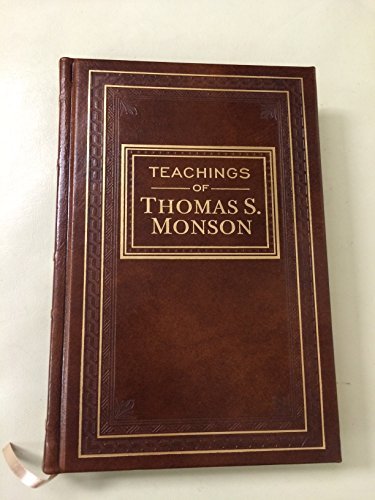 TEACHINGS
OF
THOMAS S.
MONSON